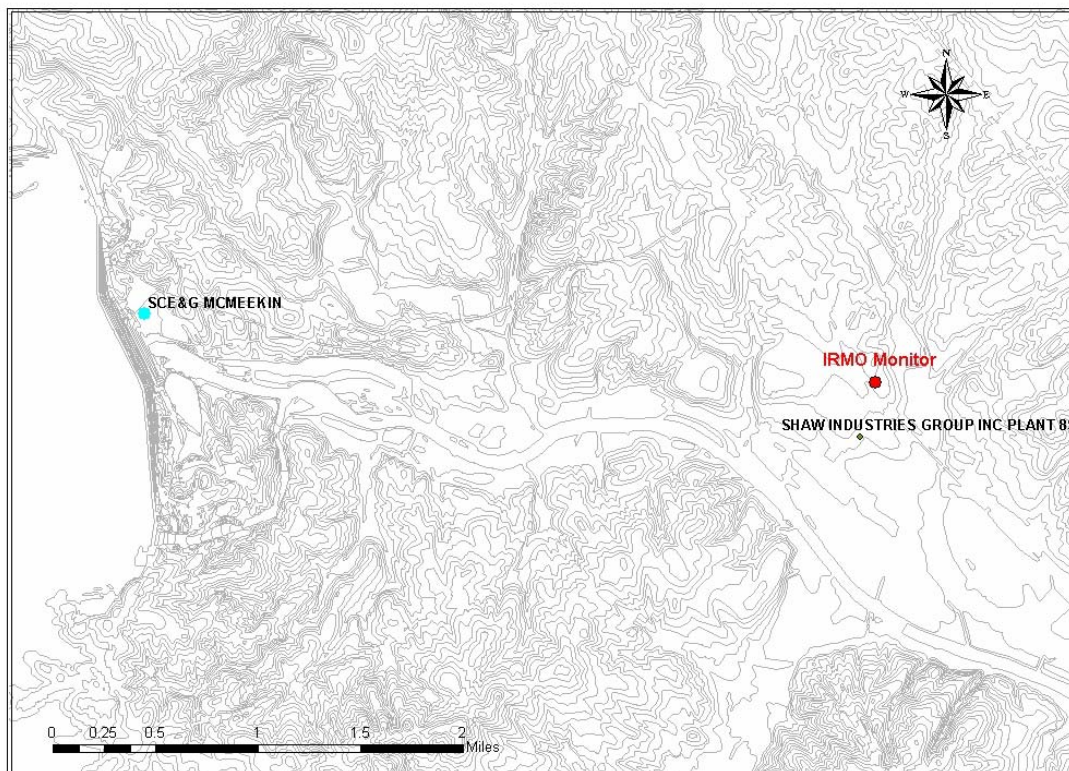 N
W E
S
SCE&G MCMEEKIN
IRMO Monitor
SHAW INDUSTRIES GROUP INC PLANT
0 0.25 0.5 1 1.5 2
Miles